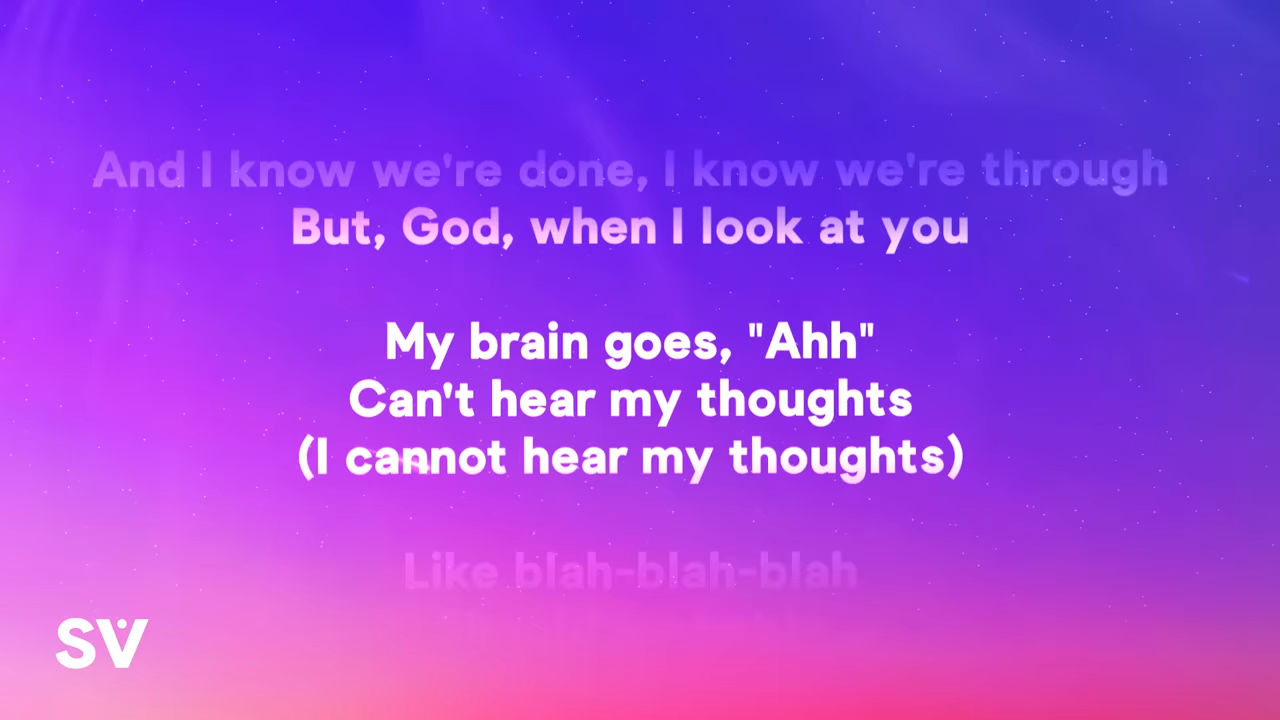 And I know we're done, I know we're through
But, God, when I look at you
My brain goes, "Ahh"
Can't hear my thoughts
(I cannot hear my thoughts)
Like blah-blah-blah
SV